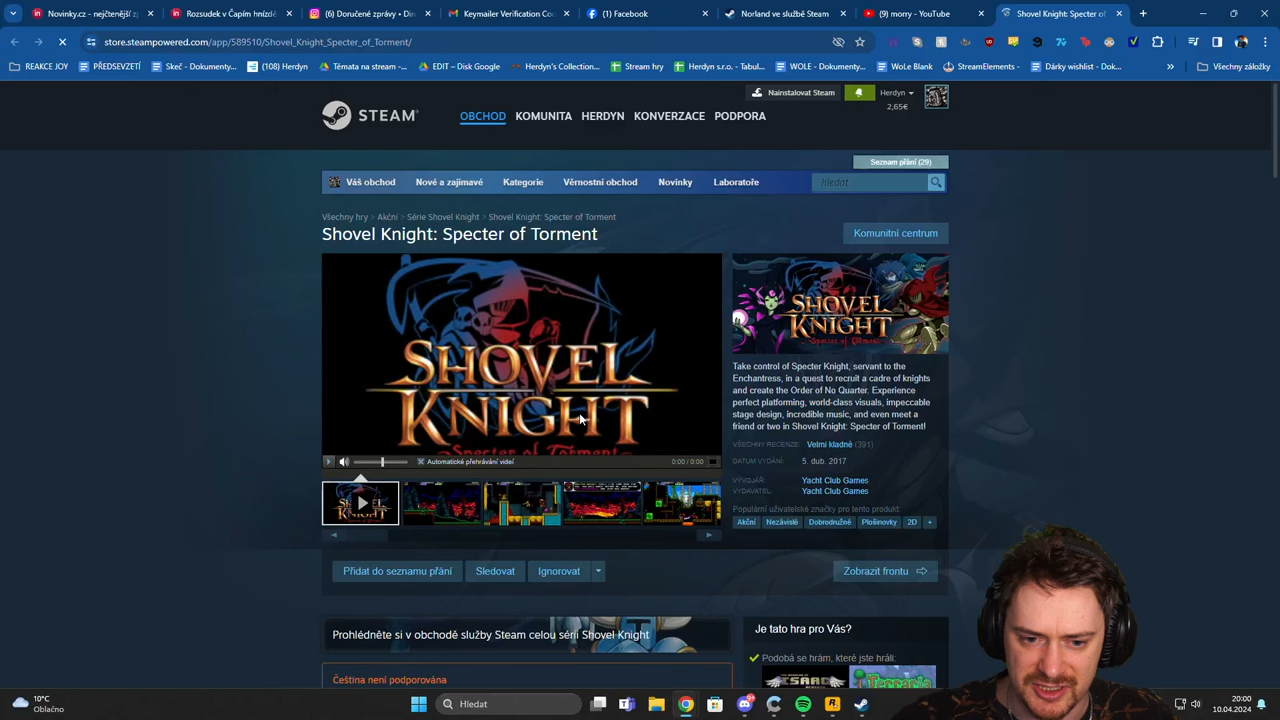 Novinky.cz - nejčtenější z
Rozsudek v Čapím hnízdě
(6) Doručené zprávy • Dir
Keymailer Verification Co
(1) Facebook
Norland ve službě Steam
(9) morry - YouTube
Shovel Knight: Specter of
store.steampowered.com/app/589510/Shovel_Knight_Specter_of_Torment/
REAKCE JOY
PŘEDSEVZETÍ
Skeč - Dokumenty...
(108) Herdyn
Témata na stream -...
EDIT – Disk Google
Herdyn's Collection...
Stream hry
Herdyn s.r.o. - Tabul...
WOLE - Dokumenty...
WoLe Blank
StreamElements -
Dárky wishlist - Dok...
Všechny záložky
Nainstalovat Steam
Herdyn
2,65€
STEAM
OBCHOD
KOMUNITA
HERDYN
KONVERZACE
PODPORA
Seznam přání (29)
Váš obchod
Nové a zajímavé
Kategorie
Věrnostní obchod
Novinky
Laboratoře
hledat
Všechny hry > Akční > Série Shovel Knight > Shovel Knight: Specter of Torment
Shovel Knight: Specter of Torment
Komunitní centrum
SHOVEL
KNIGHT
Specter of Torment
Automatické přehrávání videí
0:00 / 0:00
SHOVEL
KNIGHT
Specter of Torment
Take control of Specter Knight, servant to the
Enchantress, in a quest to recruit a cadre of knights
and create the Order of No Quarter. Experience
perfect platforming, world-class visuals, impeccable
stage design, incredible music, and even meet a
friend or two in Shovel Knight: Specter of Torment!
VŠECHNY RECENZE: Velmi kladné (391)
DATUM VYDÁNÍ: 5. dub. 2017
VÝVOJÁŘ: Yacht Club Games
VYDAVATEL: Yacht Club Games
Populární uživatelské značky pro tento produkt:
Akční
Nezávislé
Dobrodružné
Plošinovky
2D
+
Přidat do seznamu přání
Sledovat
Ignorovat
Zobrazit frontu
Prohlédněte si v obchodě služby Steam celou sérii Shovel Knight
Je tato hra pro Vás?
Podobá se hrám, které jste hráli:
ISAAC
Terraria
Čeština není podporována
10°C
Oblačno
Hledat
20:00
10.04.2024